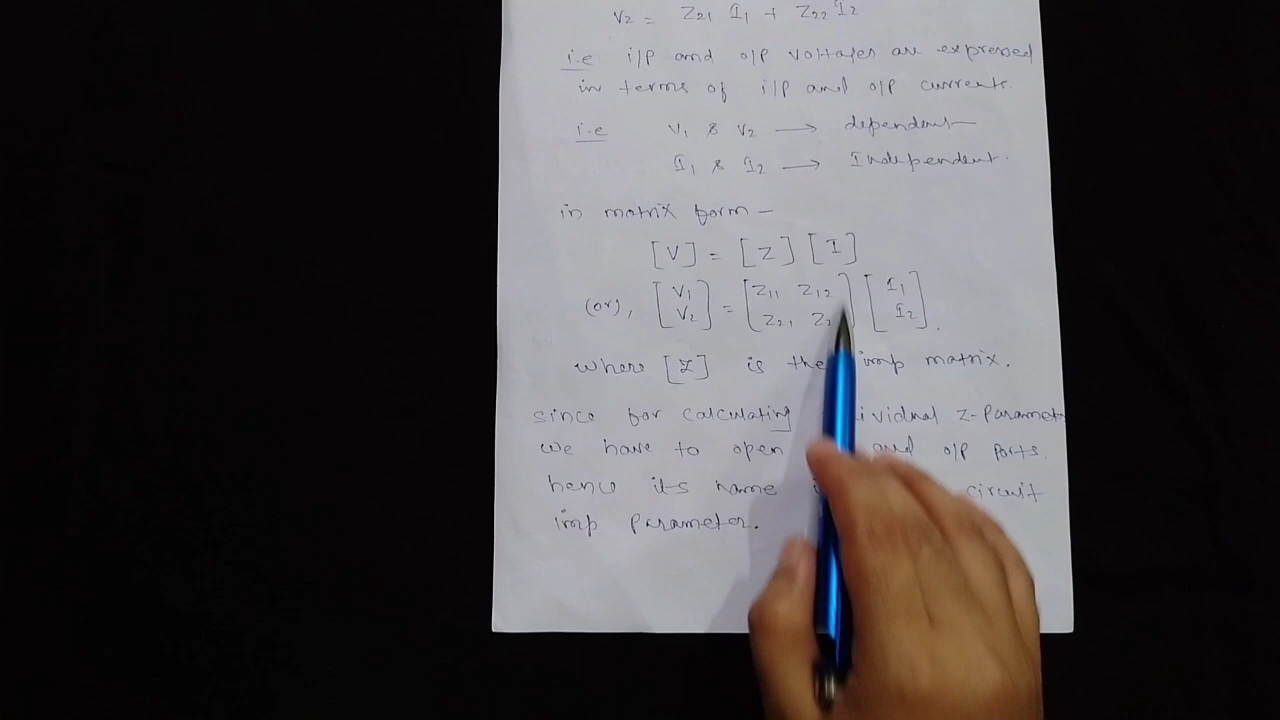 V2 = Z21 I1 + Z22 I2
i.e i/P and o/P voltages are expressed
in terms of i/P and o/P currents.
i.e V1 & V2 → dependent
I1 & I2 → Independent.
in matrix form –
[V] = [Z] [I]
(or), [V1 V2] = [Z11 Z12 Z21 Z2] [I1 I2].
where [Z] is the imp matrix.
since for calculating Z-Paramet
we have to open and o/P ports.
hence its name circuit
imp Parameter.